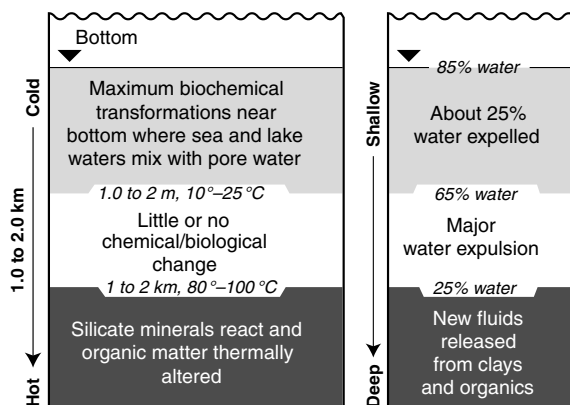 Bottom
Cold
1.0 to 2.0 km
Hot
Maximum biochemical
transformations near
bottom where sea and lake
waters mix with pore water
1.0 to 2 m, 10°–25°C
Little or no
chemical/biological
change
1 to 2 km, 80°–100°C
Silicate minerals react and
organic matter thermally
altered
Shallow
Deep
85% water
About 25%
water expelled
65% water
Major
water expulsion
25% water
New fluids
released
from clays
and organics